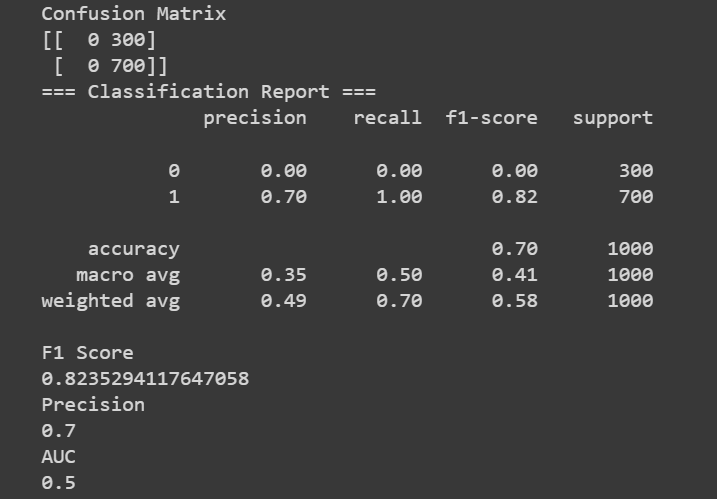 Confusion Matrix
[[  0 300]
 [  0 700]]
=== Classification Report ===
              precision    recall  f1-score   support

           0       0.00      0.00      0.00       300
           1       0.70      1.00      0.82       700

    accuracy                           0.70      1000
   macro avg       0.35      0.50      0.41      1000
weighted avg       0.49      0.70      0.58      1000

F1 Score
0.8235294117647058
Precision
0.7
AUC
0.5